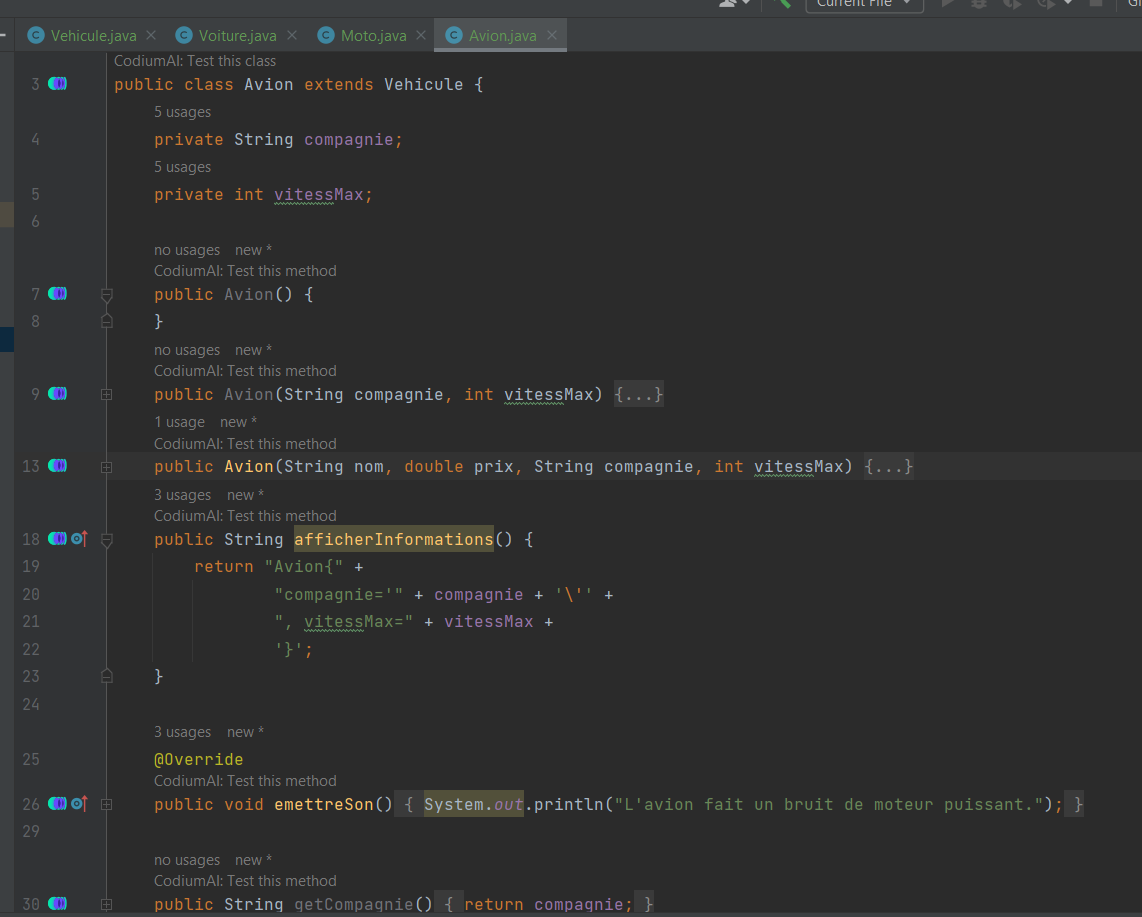 Current File
Vehicule.java Voiture.java Moto.java Avion.java
CodiumAI: Test this class
3 public class Avion extends Vehicule {
5 usages
4 private String compagnie;
5 usages
5 private int vitessMax;
6
no usages new *
CodiumAI: Test this method
7 public Avion() {
8 }
no usages new *
CodiumAI: Test this method
9 public Avion(String compagnie, int vitessMax) {...}
1 usage new *
CodiumAI: Test this method
13 public Avion(String nom, double prix, String compagnie, int vitessMax) {...}
3 usages new *
CodiumAI: Test this method
18 public String afficherInformations() {
19 return "Avion{" +
20 "compagnie='" + compagnie + '\'' +
21 ", vitessMax=" + vitessMax +
22 '}';
23 }
24
3 usages new *
25 @Override
CodiumAI: Test this method
26 public void emettreSon() { System.out.println("L'avion fait un bruit de moteur puissant."); }
29
no usages new *
CodiumAI: Test this method
30 public String getCompagnie() { return compagnie; }